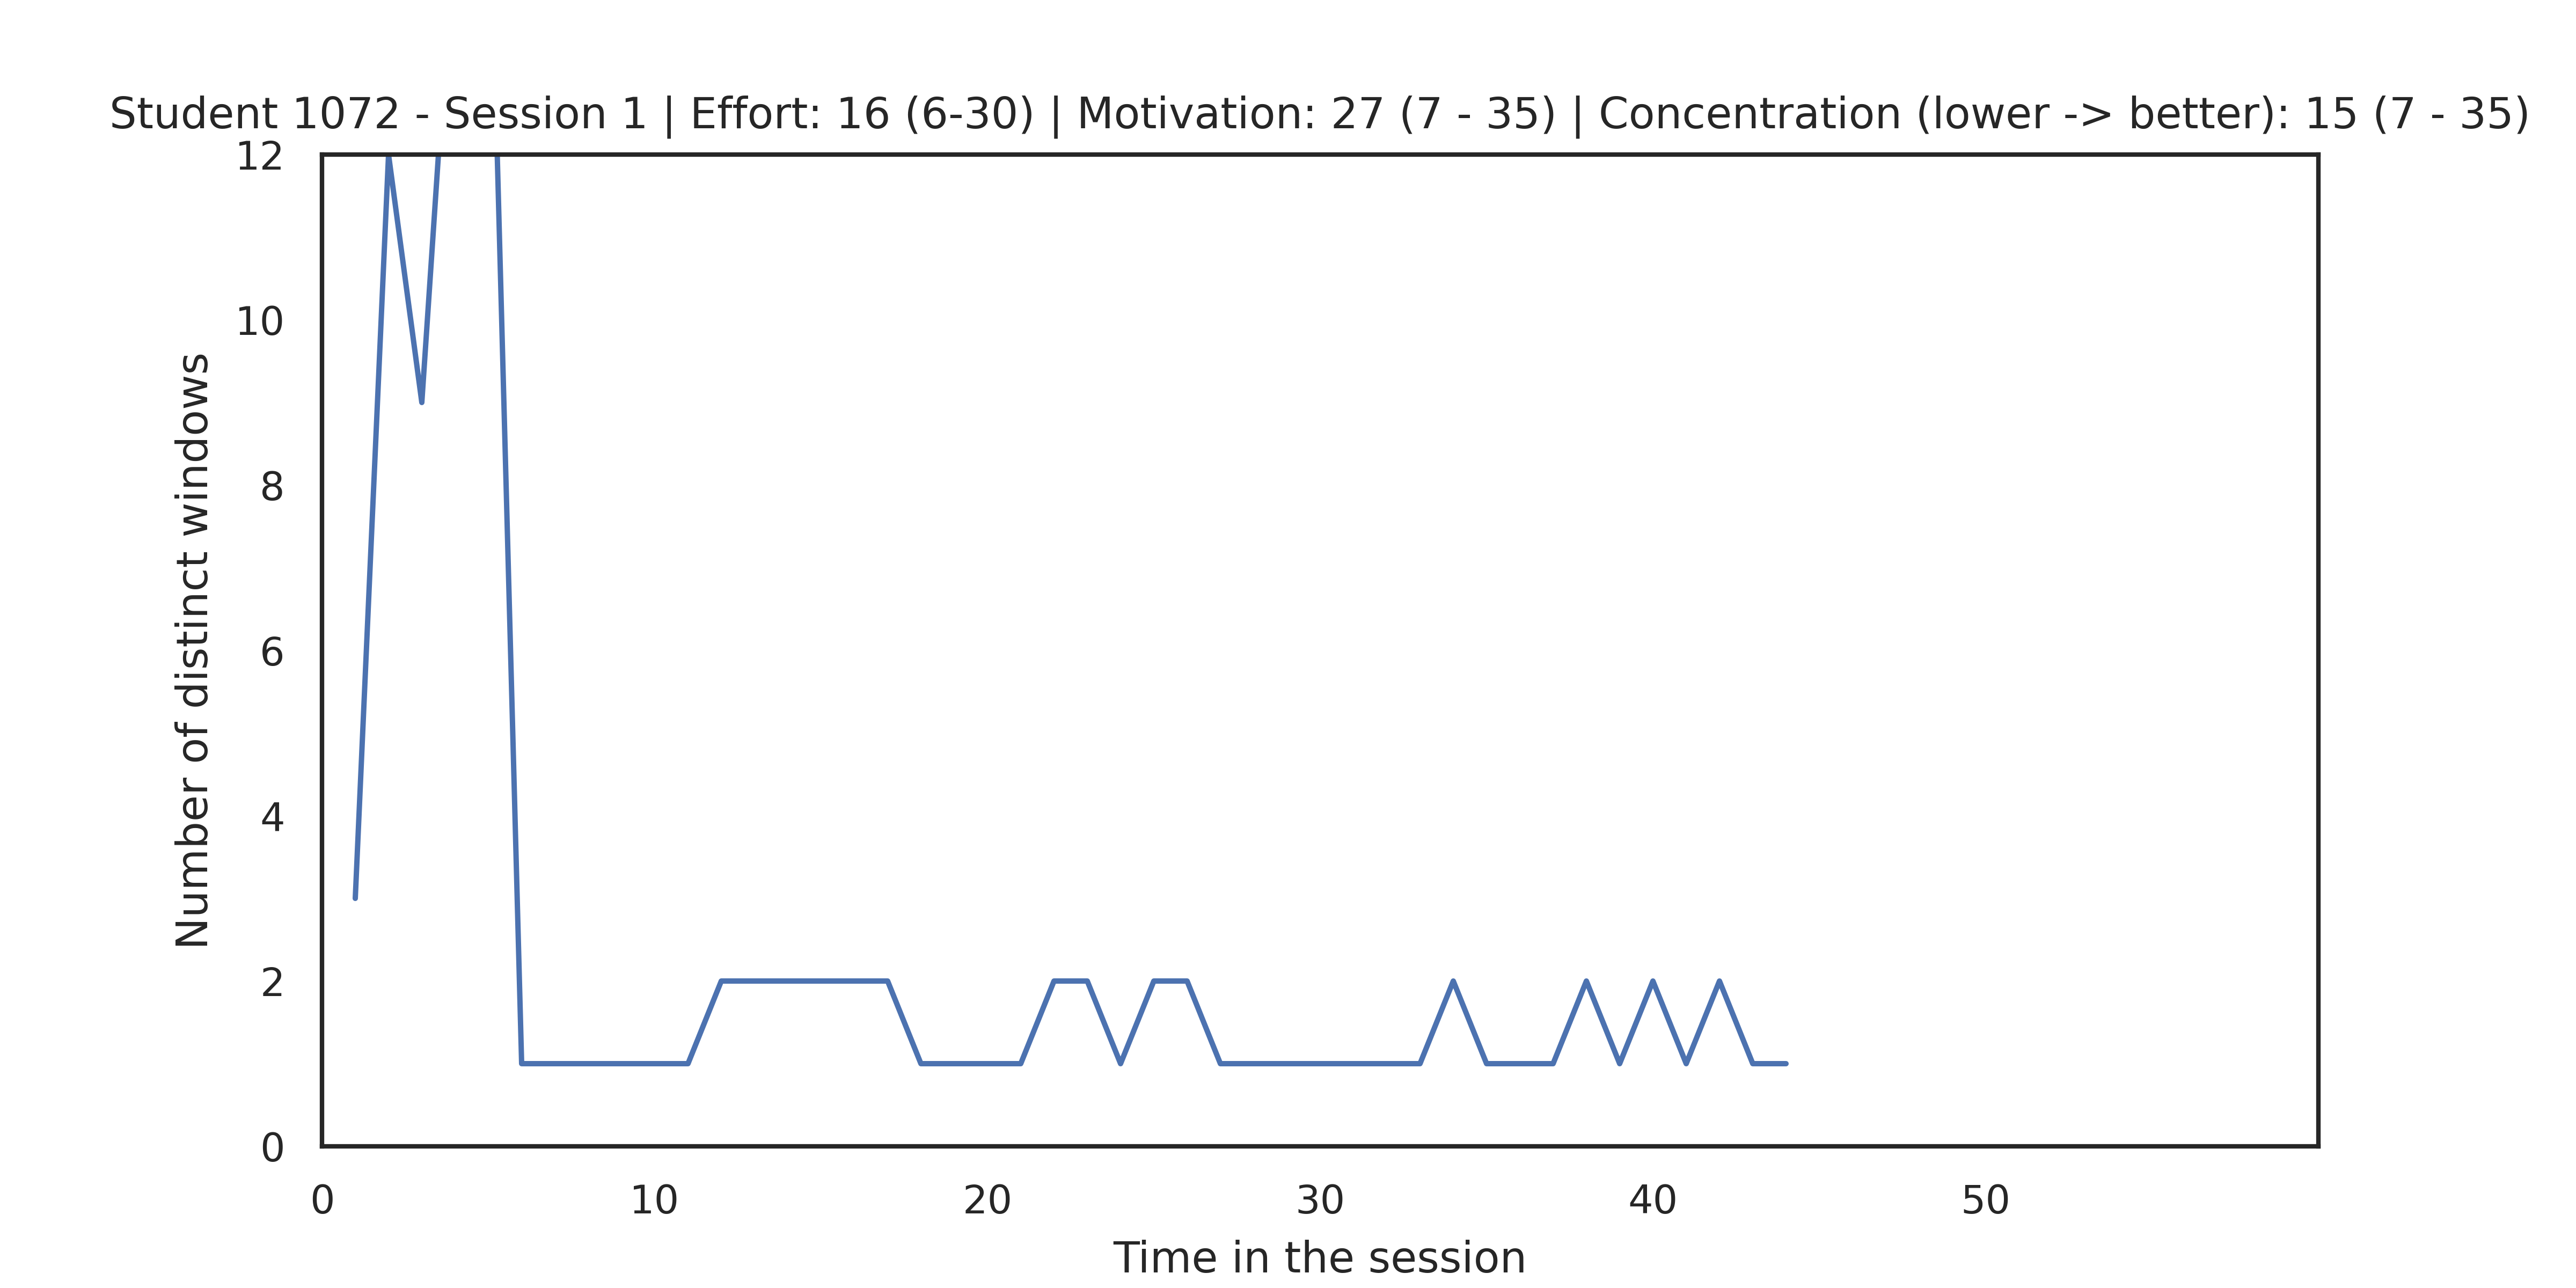 Student 1072 - Session 1 | Effort: 16 (6-30) | Motivation: 27 (7 - 35) | Concentration (lower -> better): 15 (7 - 35)
12
10
8
6
4
2
0
Number of distinct windows
0 10 20 30 40 50
Time in the session